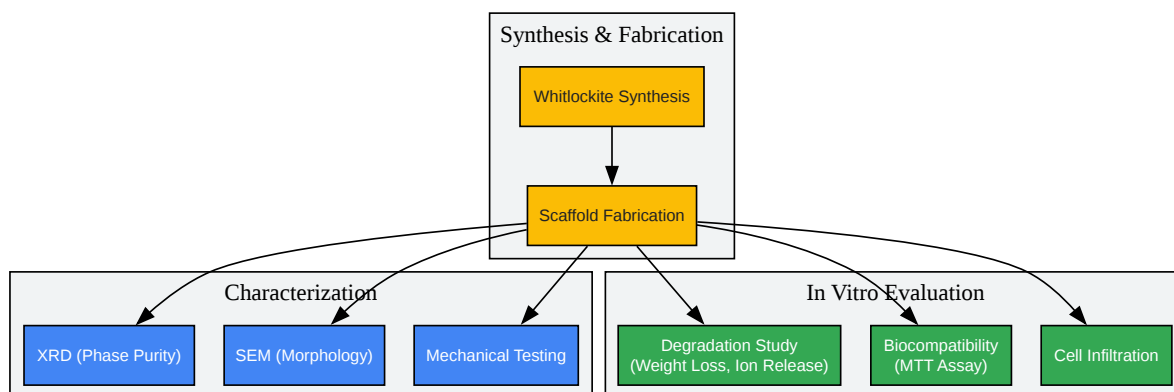 Synthesis & Fabrication
Whitlockite Synthesis
Scaffold Fabrication
Characterization
XRD (Phase Purity)
SEM (Morphology)
Mechanical Testing
In Vitro Evaluation
Degradation Study
(Weight Loss, Ion Release)
Biocompatibility
(MTT Assay)
Cell Infiltration